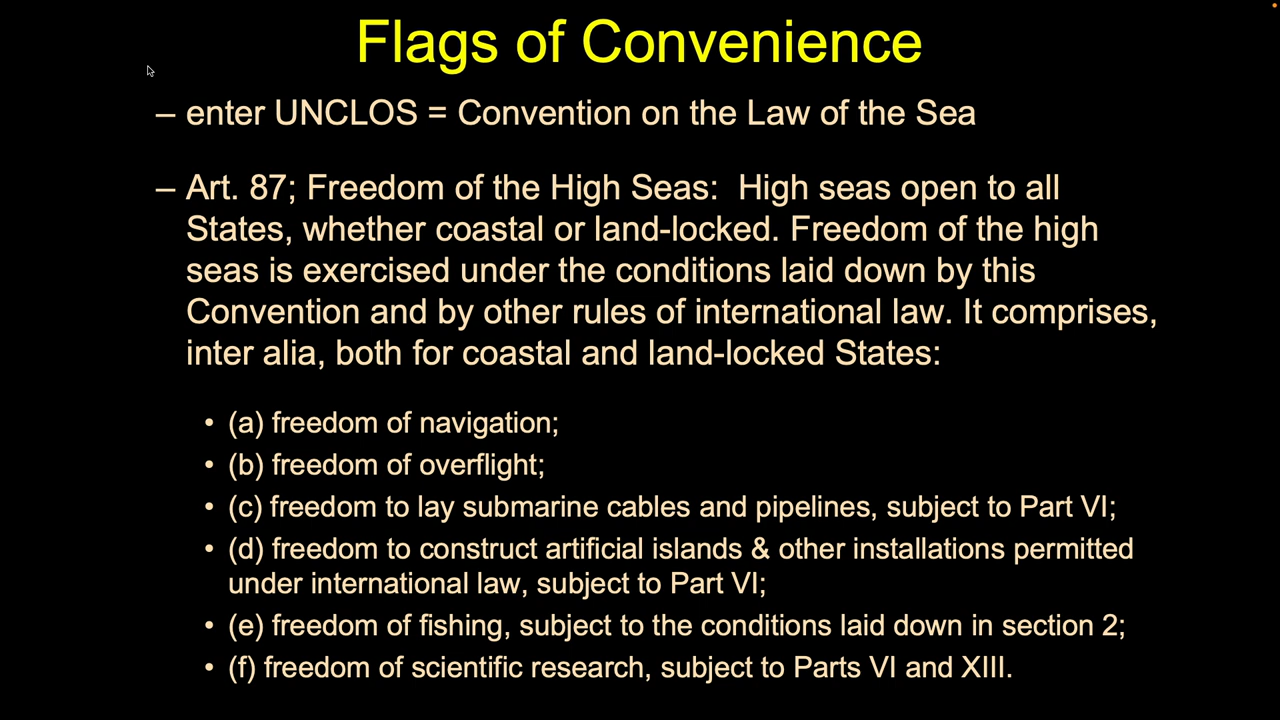 Flags of Convenience
– enter UNCLOS = Convention on the Law of the Sea
– Art. 87; Freedom of the High Seas:  High seas open to all
States, whether coastal or land-locked. Freedom of the high
seas is exercised under the conditions laid down by this
Convention and by other rules of international law. It comprises,
inter alia, both for coastal and land-locked States:
• (a) freedom of navigation;
• (b) freedom of overflight;
• (c) freedom to lay submarine cables and pipelines, subject to Part VI;
• (d) freedom to construct artificial islands & other installations permitted
under international law, subject to Part VI;
• (e) freedom of fishing, subject to the conditions laid down in section 2;
• (f) freedom of scientific research, subject to Parts VI and XIII.